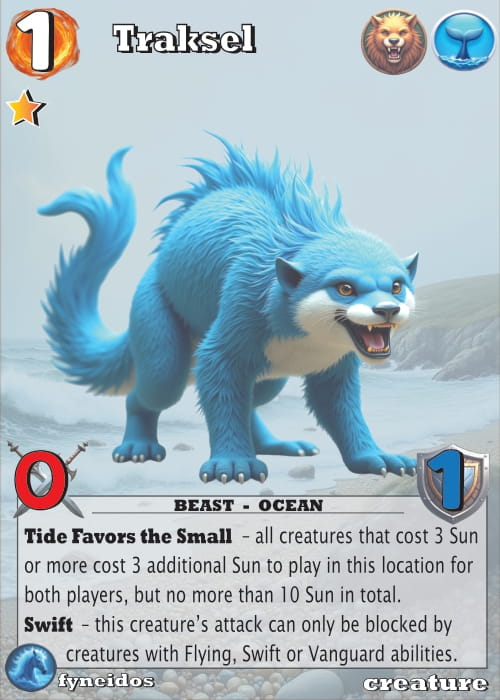 1
Traksel
0
1
BEAST - OCEAN
Tide Favors the Small - all creatures that cost 3 Sun
or more cost 3 additional Sun to play in this location for
both players, but no more than 10 Sun in total.
Swift - this creature's attack can only be blocked by
creatures with Flying, Swift or Vanguard abilities.
fyneidos
creature